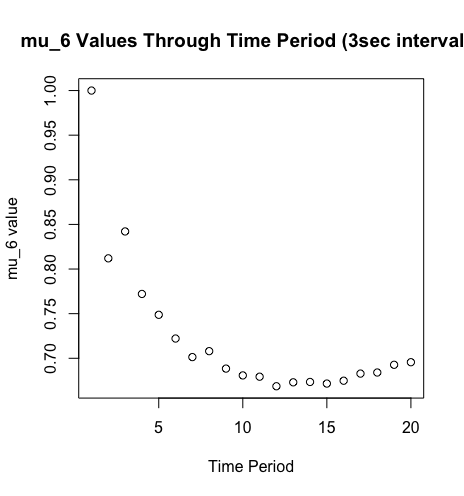 mu_6 Values Through Time Period (3sec interval
mu_6 value
1.00
0.95
0.90
0.85
0.80
0.75
0.70
5 10 15 20
Time Period